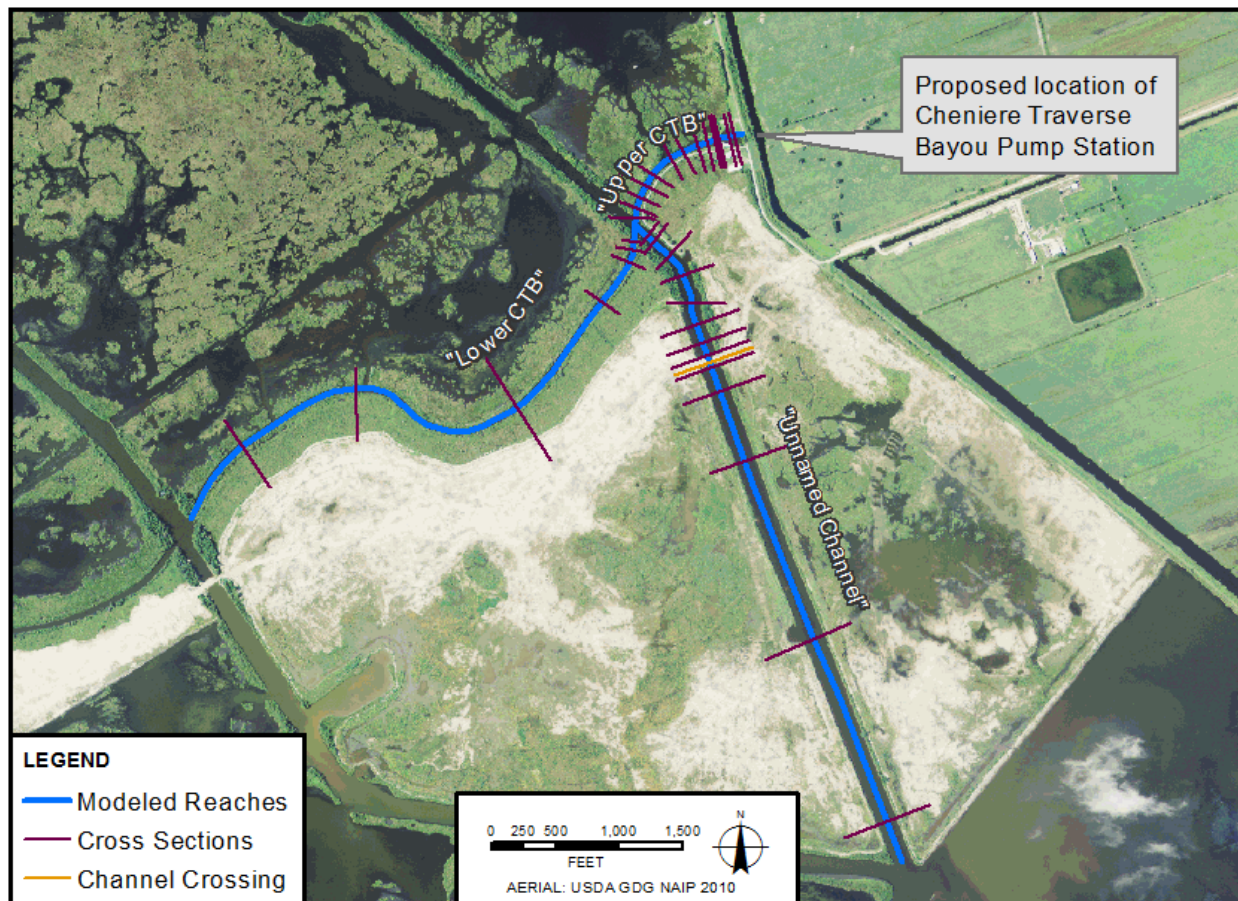 Proposed location of
Cheniere Traverse
Bayou Pump Station
"Upper CTB"
"Lower CTB"
"Unnamed Channel"
LEGEND
Modeled Reaches
Cross Sections
Channel Crossing
0 250 500 1,000 1,500
FEET
N
AERIAL: USDA GDG NAIP 2010